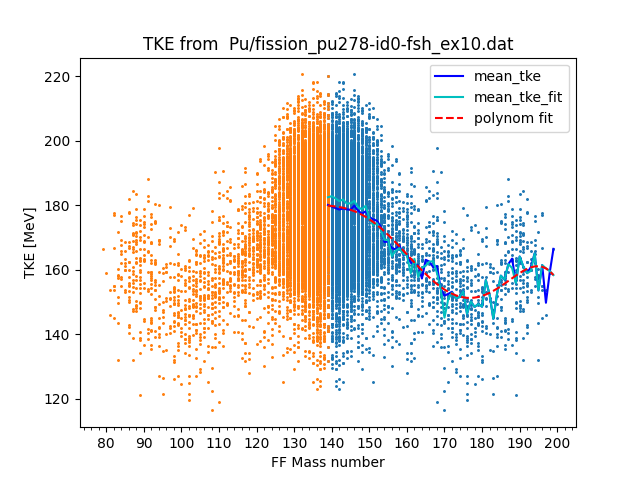 TKE from  Pu/fission_pu278-id0-fsh_ex10.dat
mean_tke
mean_tke_fit
polynom fit
TKE [MeV]
220
200
180
160
140
120
80 90 100 110 120 130 140 150 160 170 180 190 200
FF Mass number